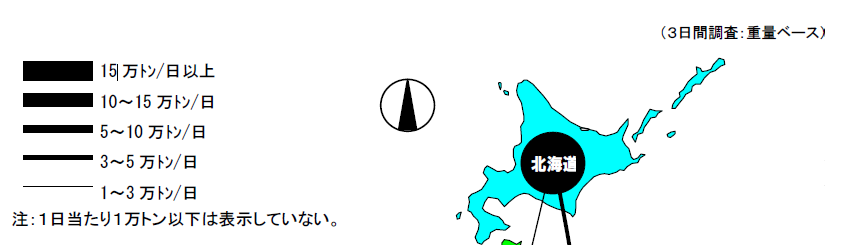 （３日間調査：重量ベース）
15万トン/日以上
10～15 万トン/日
5～10 万トン/日
3～5 万トン/日
1～3 万トン/日
北海道
注：１日当たり１万トン以下は表示していない。